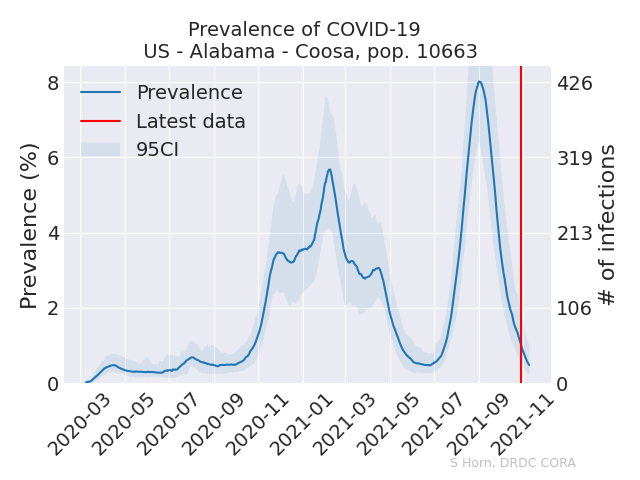 Prevalence of COVID-19
US - Alabama - Coosa, pop. 10663
Prevalence
Latest data
95CI
Prevalence (%)
8
6
4
2
0
# of infections
426
319
213
106
0
2020-03
2020-05
2020-07
2020-09
2020-11
2021-01
2021-03
2021-05
2021-07
2021-09
2021-11
S Horn, DRDC CORA